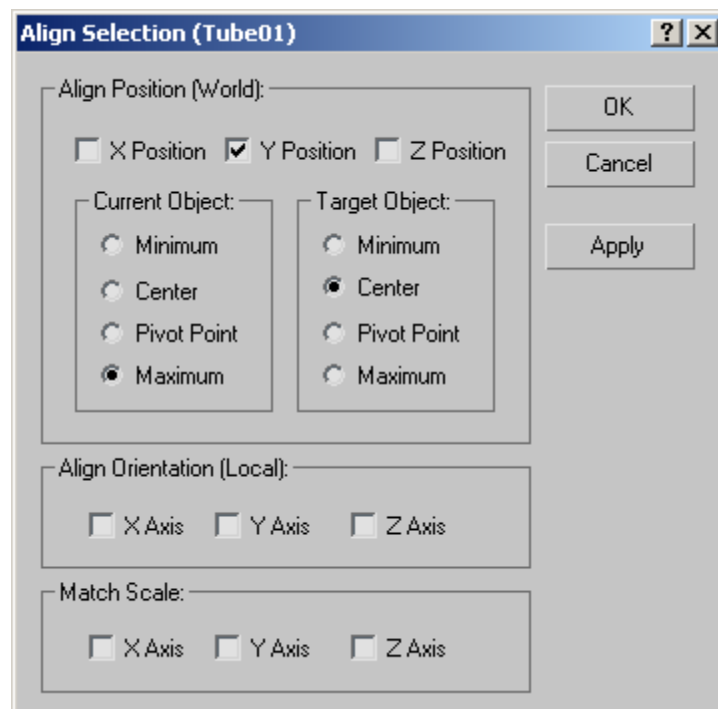 Align Selection (Tube01)
Align Position (World):
X Position Y Position Z Position
Current Object:
Minimum
Center
Pivot Point
Maximum
Target Object:
Minimum
Center
Pivot Point
Maximum
OK
Cancel
Apply
Align Orientation (Local):
X Axis Y Axis Z Axis
Match Scale:
X Axis Y Axis Z Axis